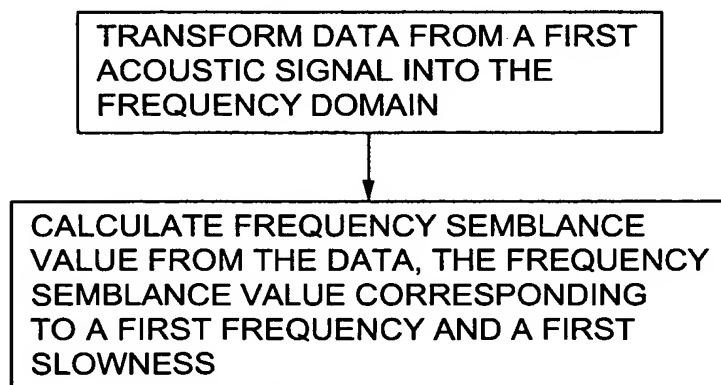 TRANSFORM DATA FROM A FIRST
ACOUSTIC SIGNAL INTO THE
FREQUENCY DOMAIN
CALCULATE FREQUENCY SEMBLANCE
VALUE FROM THE DATA, THE FREQUENCY
SEMBLANCE VALUE CORRESPONDING
TO A FIRST FREQUENCY AND A FIRST
SLOWNESS